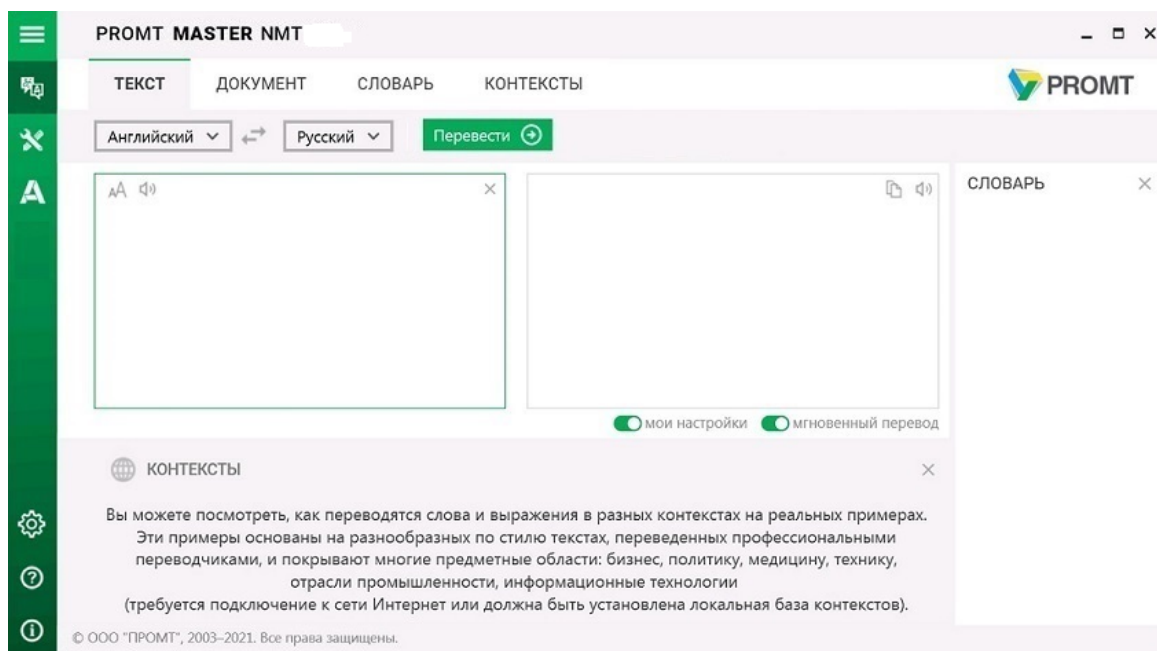 PROMT MASTER NMT
ТЕКСТ ДОКУМЕНТ СЛОВАРЬ КОНТЕКСТЫ
PROMT
Английский Русский Перевести
СЛОВАРЬ
мои настройки мгновенный перевод
КОНТЕКСТЫ
Вы можете посмотреть, как переводятся слова и выражения в разных контекстах на реальных примерах.
Эти примеры основаны на разнообразных по стилю текстах, переведенных профессиональными
переводчиками, и покрывают многие предметные области: бизнес, политику, медицину, технику,
отрасли промышленности, информационные технологии
(требуется подключение к сети Интернет или должна быть установлена локальная база контекстов).
© ООО "ПРОМТ", 2003–2021. Все права защищены.